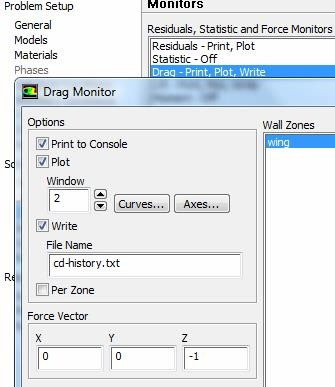 Problem Setup
General
Models
Materials
Phases
Monitors
Residuals, Statistic and Force Monitors
Residuals - Print, Plot
Statistic - Off
Drag - Print, Plot, Write
Drag Monitor
Options
Print to Console
Plot
Window
2
Curves...
Axes...
Write
File Name
cd-history.txt
Per Zone
Force Vector
X
Y
Z
0
0
-1
Wall Zones
wing